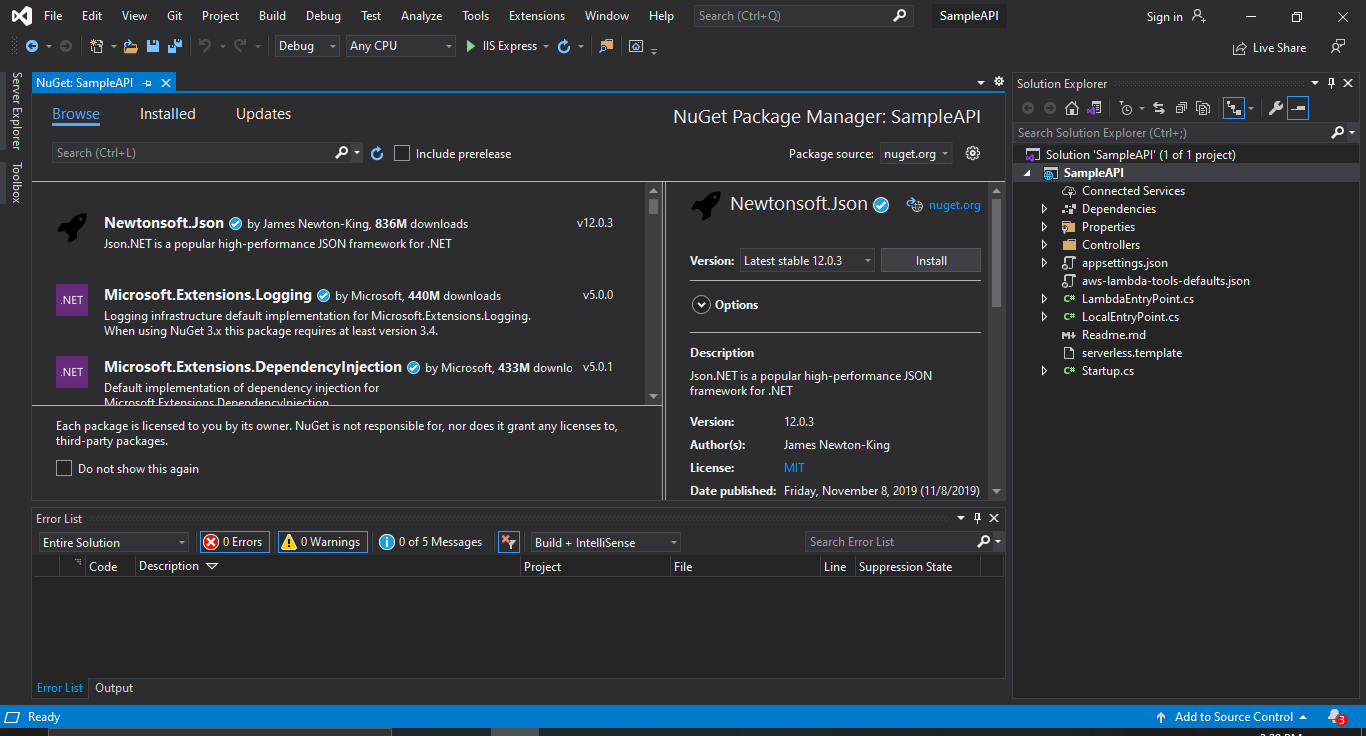 File Edit View Git Project Build Debug Test Analyze Tools Extensions Window Help Search (Ctrl+Q) SampleAPI Sign in
Debug Any CPU IIS Express Live Share
Server Explorer
Toolbox
NuGet: SampleAPI
Browse Installed Updates NuGet Package Manager: SampleAPI
Search (Ctrl+L) Include prerelease Package source: nuget.org
Newtonsoft.Json by James Newton-King, 836M downloads v12.0.3
Json.NET is a popular high-performance JSON framework for .NET
.NET Microsoft.Extensions.Logging by Microsoft, 440M downloads v5.0.0
Logging infrastructure default implementation for Microsoft.Extensions.Logging.
When using NuGet 3.x this package requires at least version 3.4.
.NET Microsoft.Extensions.DependencyInjection by Microsoft, 433M downlo v5.0.1
Default implementation of dependency injection for
Microsoft.Extensions.DependencyInjection
Each package is licensed to you by its owner. NuGet is not responsible for, nor does it grant any licenses to,
third-party packages.
Do not show this again
Newtonsoft.Json nuget.org
Version: Latest stable 12.0.3 Install
Options
Description
Json.NET is a popular high-performance JSON
framework for .NET
Version: 12.0.3
Author(s): James Newton-King
License: MIT
Date published: Friday, November 8, 2019 (11/8/2019)
Solution Explorer
Search Solution Explorer (Ctrl+;)
Solution 'SampleAPI' (1 of 1 project)
SampleAPI
Connected Services
Dependencies
Properties
Controllers
appsettings.json
aws-lambda-tools-defaults.json
C# LambdaEntryPoint.cs
C# LocalEntryPoint.cs
M+ Readme.md
serverless.template
C# Startup.cs
Error List
Entire Solution 0 Errors 0 Warnings 0 of 5 Messages Build + IntelliSense Search Error List
Code Description Project File Line Suppression State
Error List Output
Ready Add to Source Control 3